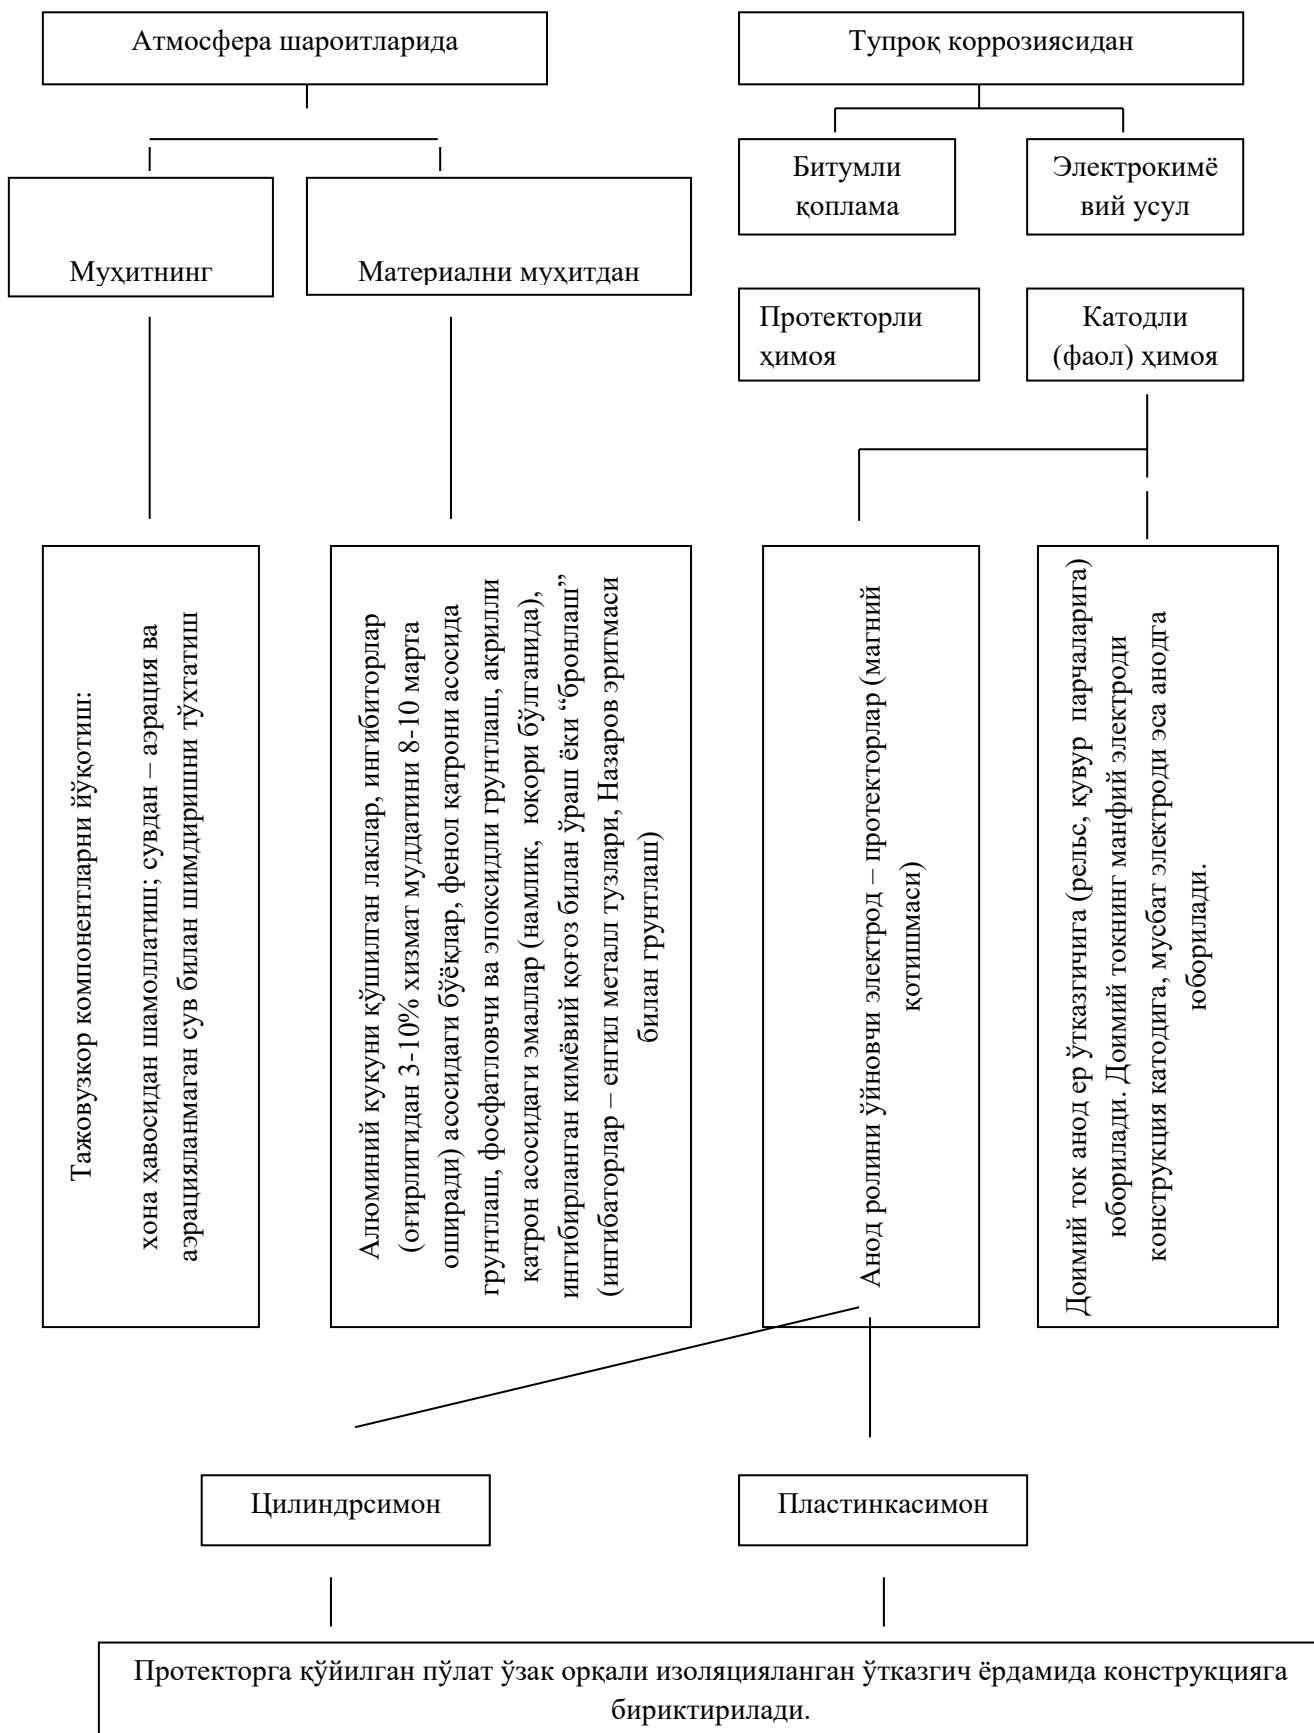 Атмосфера шароитларида
Тупроқ коррозиясидан
Битумли
қоплама
Электрокимё
вий усул
Муҳитнинг
Материални муҳитдан
Протекторли
ҳимоя
Катодли
(фаол) ҳимоя
Тажовузкор компонентларни йўқотиш:
хона ҳавосидан шамоллатиш; сувдан – аэрация ва
аэрацияланмаган сув билан шимдиришни тўхтатиш
Алюминий кукуни қўшилган лаклар, ингибиторлар
(оғирлигидан 3-10% хизмат муддатини 8-10 марта
оширади) асосидаги бўёқлар, фенол қатрони асосида
грунтлаш, фосфатловчи ва эпоксидли грунтлаш, акрилли
қатрон асосидаги эмаллар (намлик, юқори бўлганида),
ингибирланган кимёвий қоғоз билан ўраш ёки “бронлаш”
(ингибаторлар – енгил металл тузлари, Назаров эритмаси
билан грунтлаш)
Анод ролини ўйновчи электрод – протекторлар (магний
қотишмаси)
Доимий ток анод ер ўтказгичига (рельс, қувур парчаларига)
юборилади. Доимий токнинг манфий электроди
конструкция катодига, мусбат электроди эса анодга
юборилади.
Цилиндрсимон
Пластинкасимон
Протекторга қўйилган пўлат ўзак орқали изоляцияланган ўтказгич ёрдамида конструкцияга
бириктирилади.